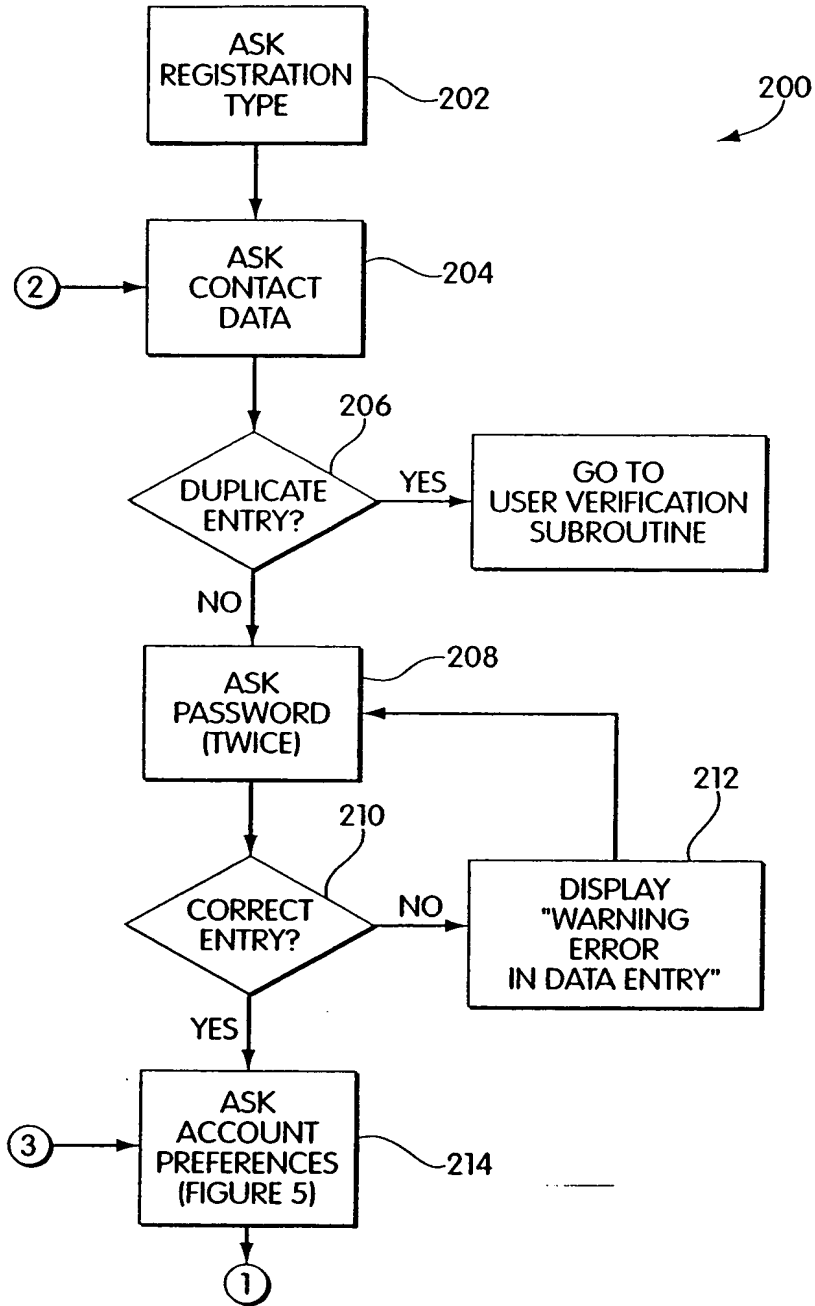 ASK
REGISTRATION
TYPE
202
200
2
ASK
CONTACT
DATA
204
206
DUPLICATE
ENTRY?
YES
GO TO
USER VERIFICATION
SUBROUTINE
NO
ASK
PASSWORD
(TWICE)
208
210
CORRECT
ENTRY?
NO
212
DISPLAY
"WARNING
ERROR
IN DATA ENTRY"
YES
3
ASK
ACCOUNT
PREFERENCES
(FIGURE 5)
214
1